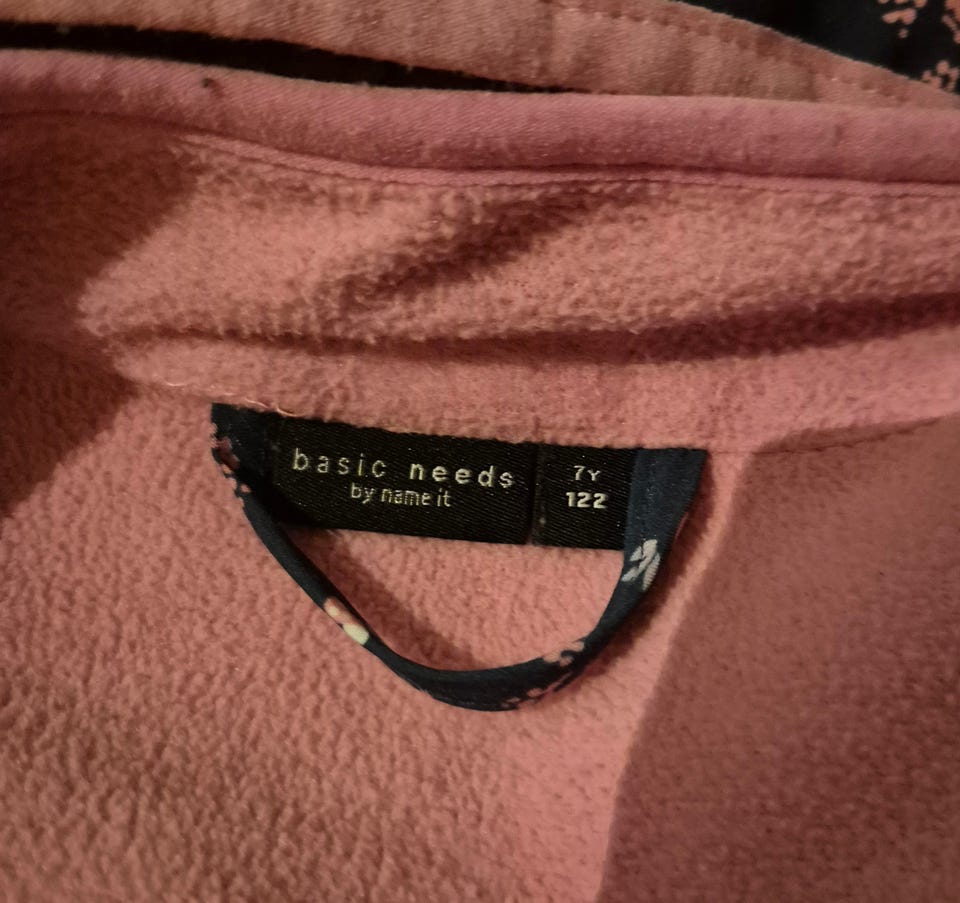 basic needs
by name it
7Y
122